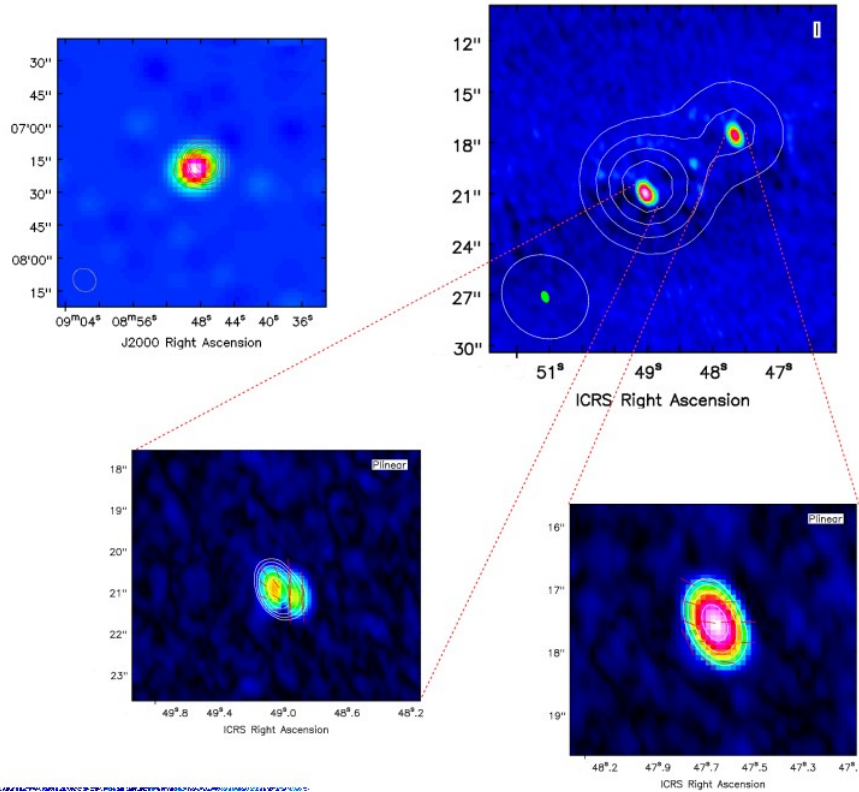 30"
45"
07'00"
15"
30"
45"
08'00"
15"
09ᵐ04ˢ 08ᵐ56ˢ 48ˢ 44ˢ 40ˢ 36ˢ
J2000 Right Ascension
I
12"
15"
18"
21"
24"
27"
30"
51ˢ 49ˢ 48ˢ 47ˢ
ICRS Right Ascension
Plinear
18"
20"
21"
22"
23"
49ˢ.8 49ˢ.4 49ˢ.0 48ˢ.6 48ˢ.2
ICRS Right Ascension
Plinear
16"
17"
18"
19"
48ˢ.2 47ˢ.9 47ˢ.7 47ˢ.5 47ˢ.3 47ˢ.
ICRS Right Ascension